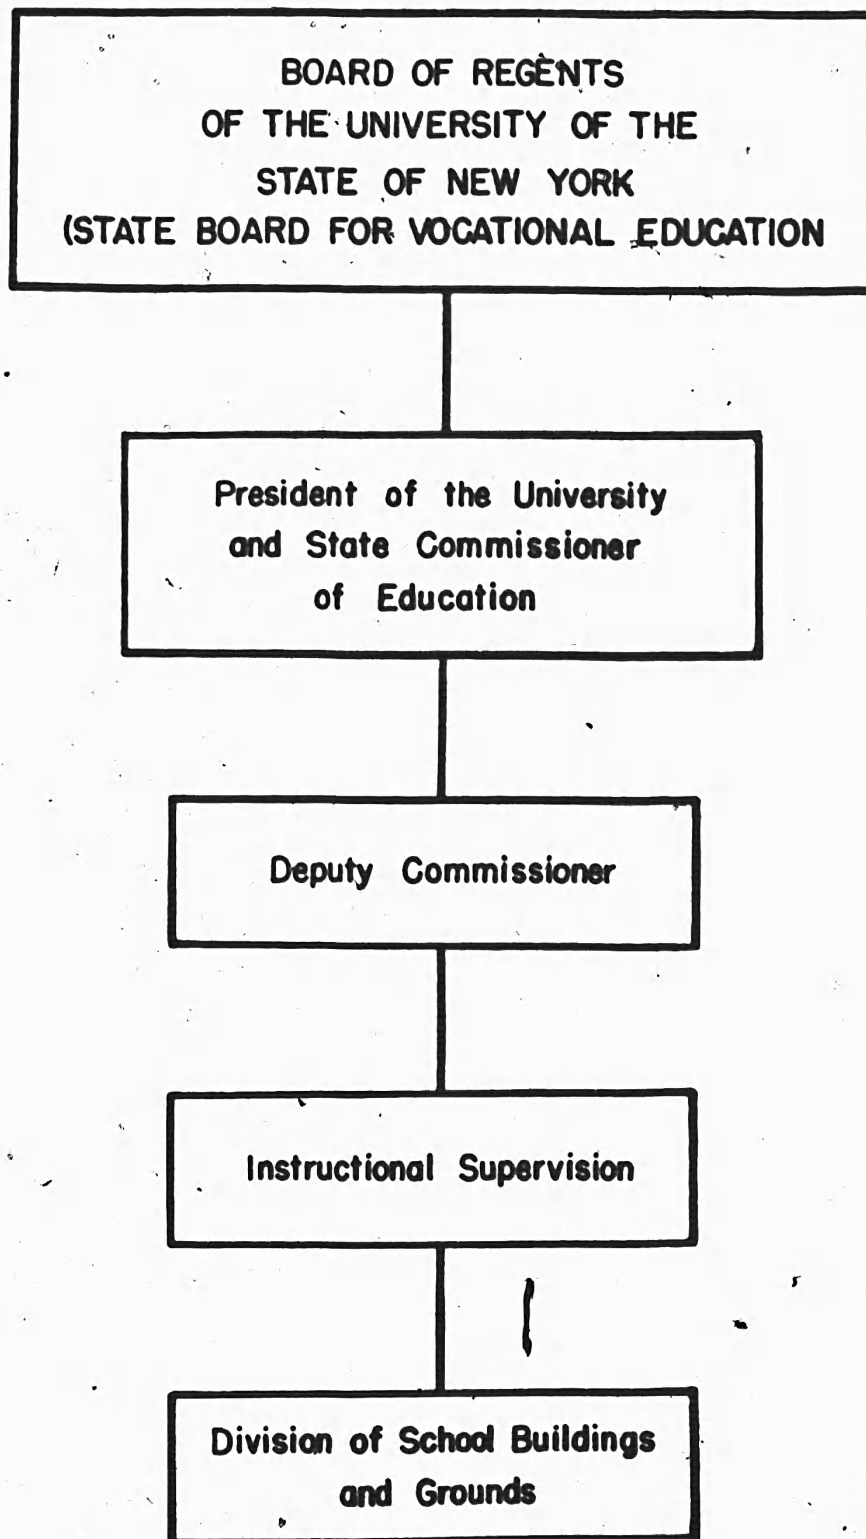 BOARD OF REGENTS
OF THE UNIVERSITY OF THE
STATE OF NEW YORK
(STATE BOARD FOR VOCATIONAL EDUCATION
President of the University
and State Commissioner
of Education
Deputy Commissioner
Instructional Supervision
Division of School Buildings
and Grounds